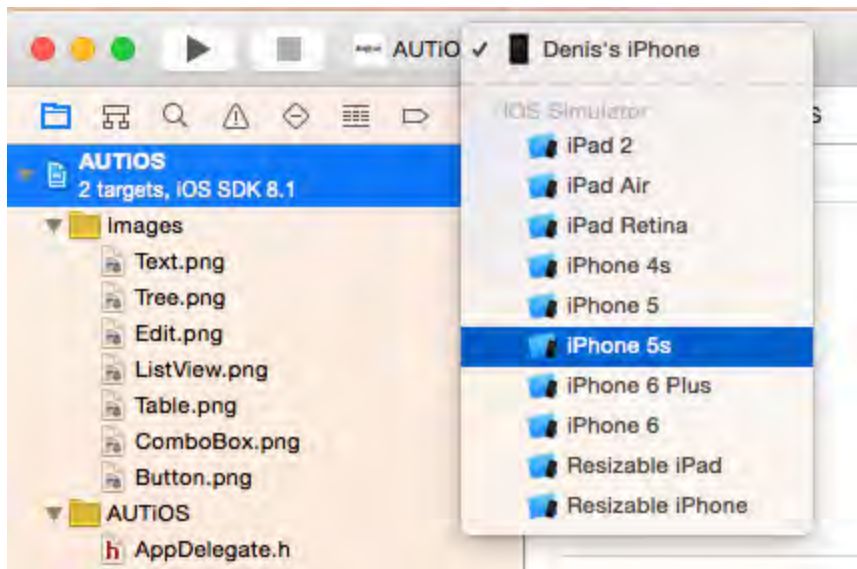 AUTiO
Denis's iPhone
iOS Simulator
S
iPad 2
iPad Air
iPad Retina
iPhone 4s
iPhone 5
iPhone 5s
iPhone 6 Plus
iPhone 6
Resizable iPad
Resizable iPhone
AUTiOS
2 targets, iOS SDK 8.1
Images
Text.png
Tree.png
Edit.png
ListView.png
Table.png
ComboBox.png
Button.png
AUTiOS
h AppDelegate.h